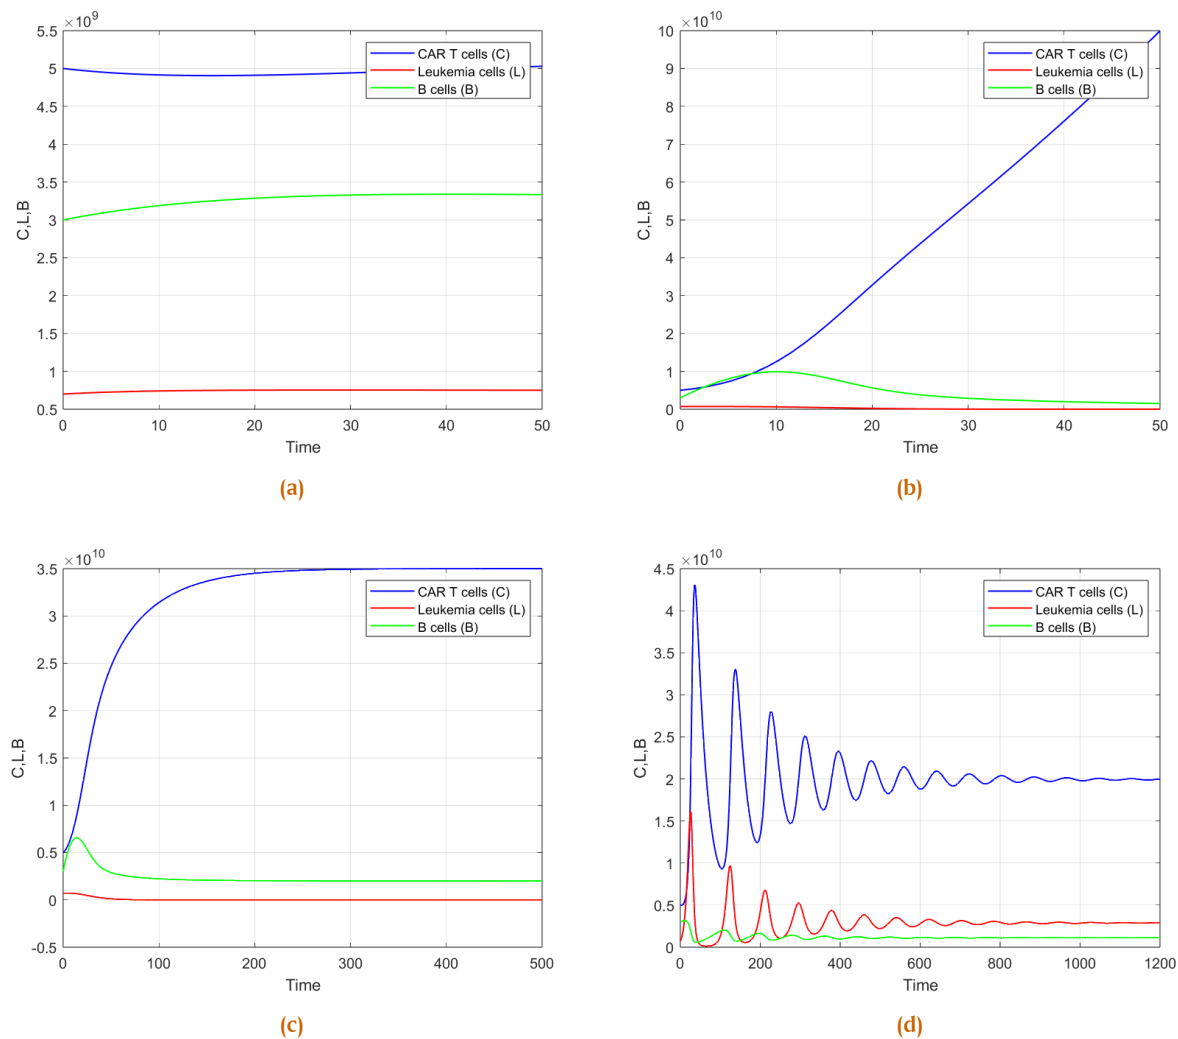 ×10^9
5.5
5
4.5
4
3.5
3
2.5
2
1.5
1
0.5
C,L,B
CAR T cells (C)
Leukemia cells (L)
B cells (B)
0 10 20 30 40 50
Time
(a)
×10^10
10
9
8
7
6
5
4
3
2
1
0
C,L,B
CAR T cells (C)
Leukemia cells (L)
B cells (B)
0 10 20 30 40 50
Time
(b)
×10^10
3.5
3
2.5
2
1.5
1
0.5
0
-0.5
C,L,B
CAR T cells (C)
Leukemia cells (L)
B cells (B)
0 100 200 300 400 500
Time
(c)
×10^10
4.5
4
3.5
3
2.5
2
1.5
1
0.5
0
C,L,B
CAR T cells (C)
Leukemia cells (L)
B cells (B)
0 200 400 600 800 1000 1200
Time
(d)